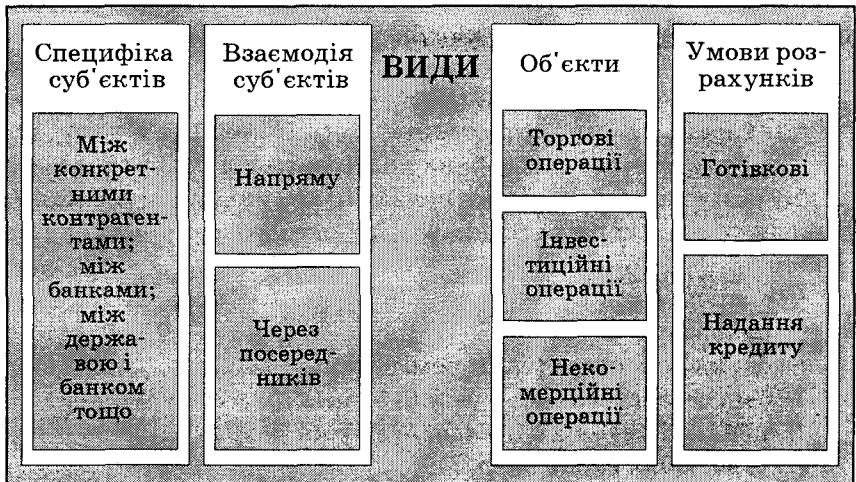 Специфіка
суб'єктів
Між
конкрет-
ними
контраген-
тами;
між
банками;
між
держа-
вою і
банком
тощо
Взаємодія
суб'єктів
Напряму
Через
посеред-
ників
ВИДИ
Об'єкти
Торгові
операції
Інвес-
тиційні
операції
Неко-
мерційні
операції
Умови роз-
рахунків
Готівкові
Надання
кредиту